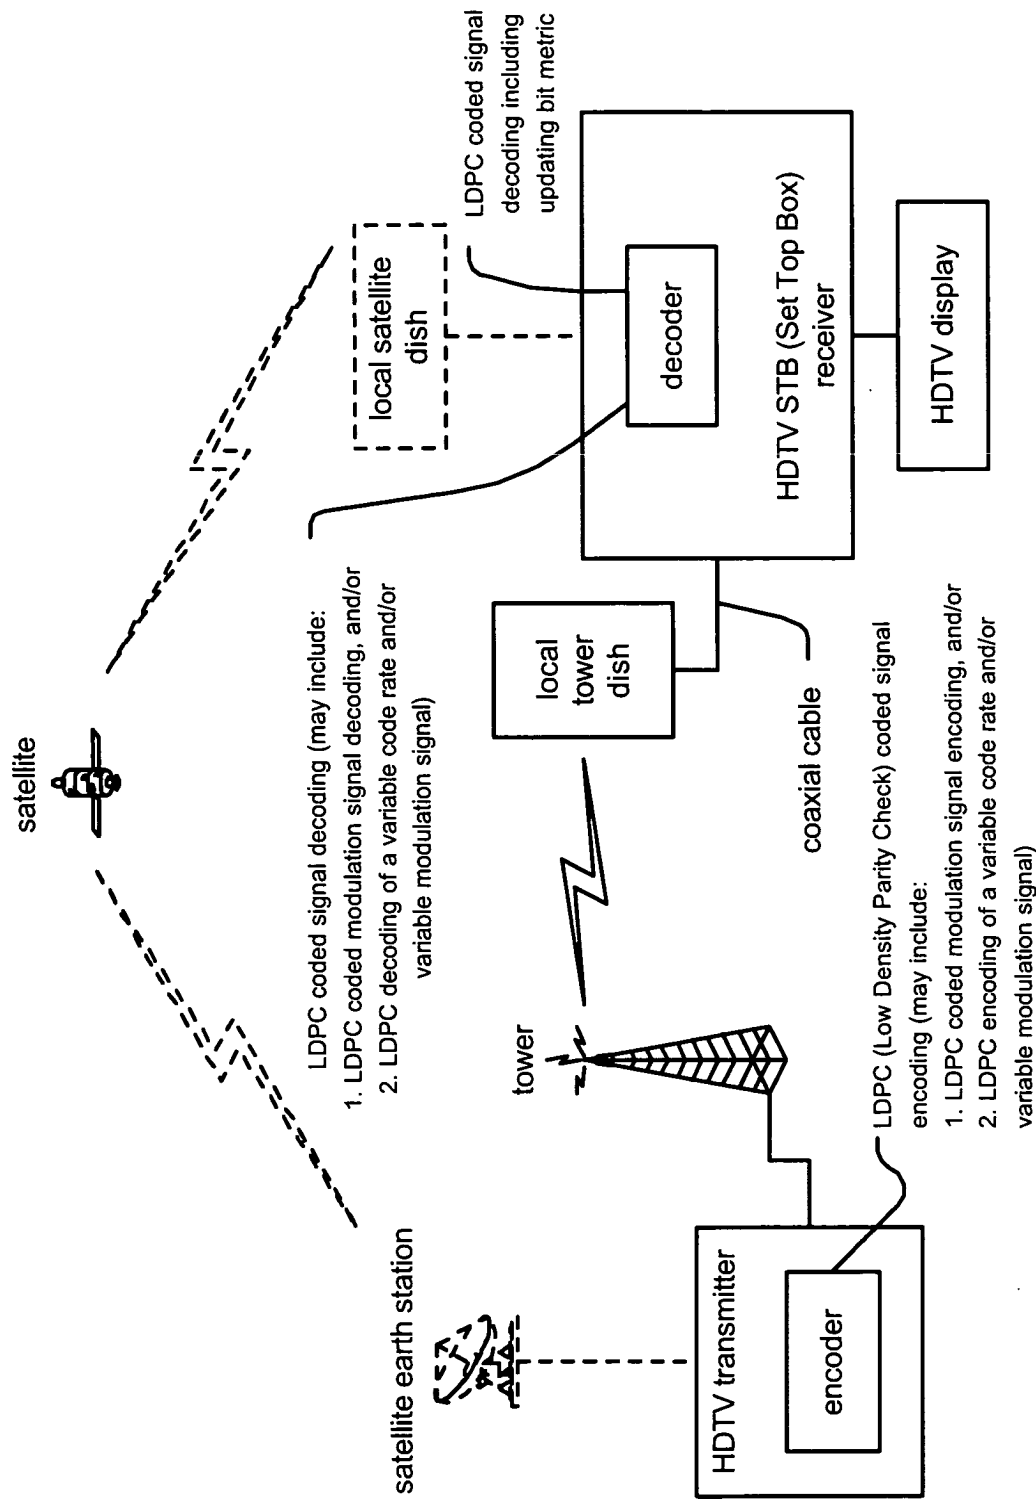 satellite
satellite earth station
local satellite
dish
LDPC coded signal
decoding including
updating bit metric
LDPC coded signal decoding (may include:
1. LDPC coded modulation signal decoding, and/or
2. LDPC decoding of a variable code rate and/or
variable modulation signal)
tower
local
tower
dish
decoder
HDTV STB (Set Top Box)
receiver
HDTV transmitter
encoder
coaxial cable
HDTV display
LDPC (Low Density Parity Check) coded signal
encoding (may include:
1. LDPC coded modulation signal encoding, and/or
2. LDPC encoding of a variable code rate and/or
variable modulation signal)